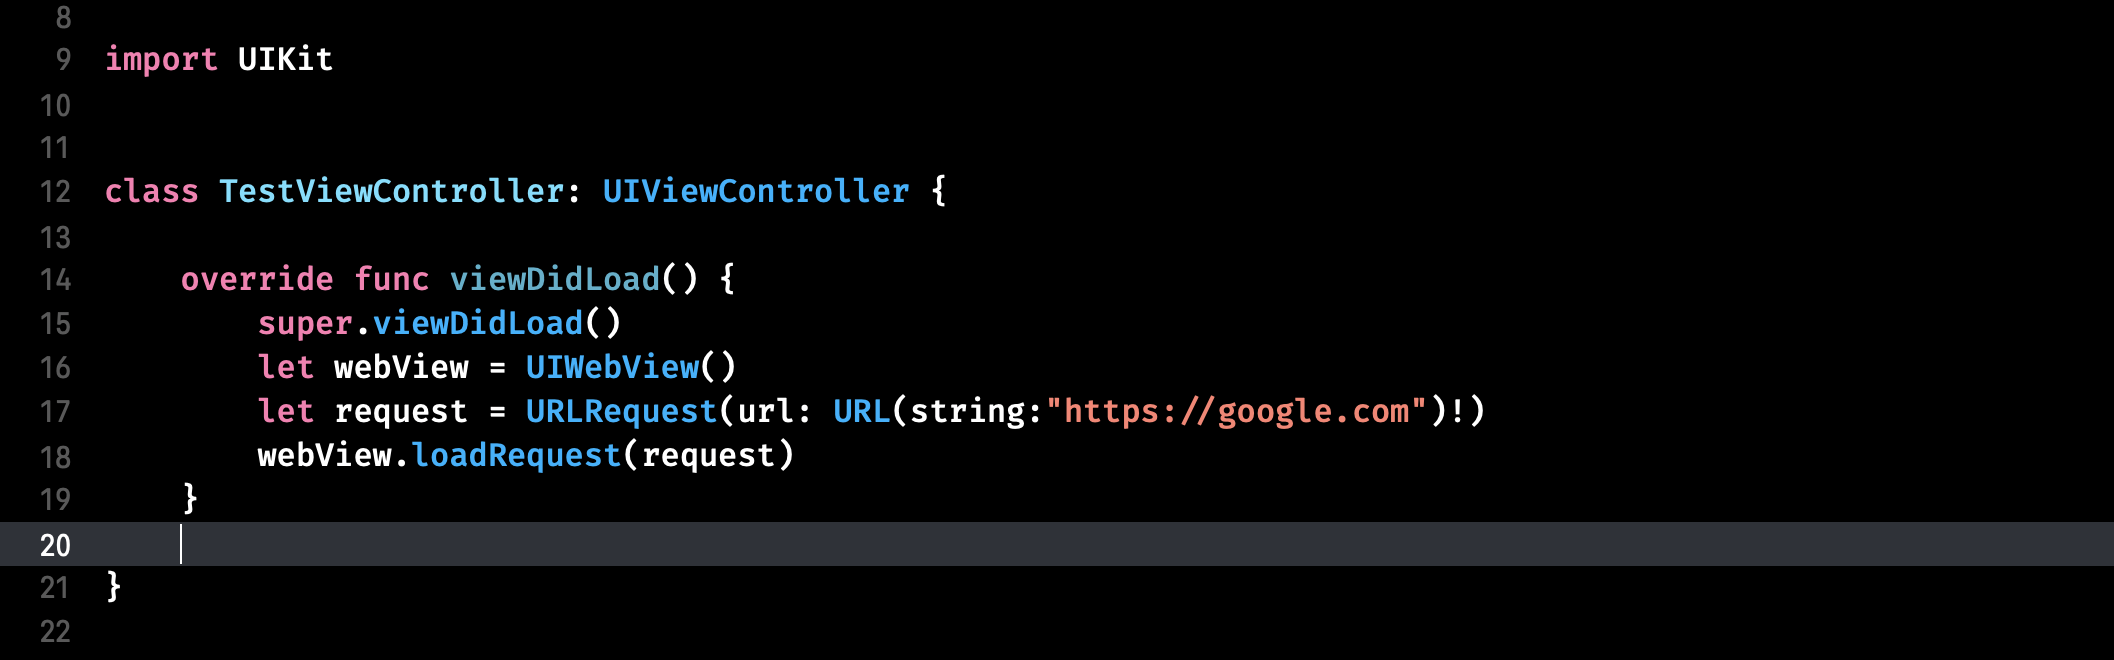 8
9 import UIKit
10
11
12 class TestViewController: UIViewController {
13
14     override func viewDidLoad() {
15         super.viewDidLoad()
16         let webView = UIWebView()
17         let request = URLRequest(url: URL(string:"https://google.com")!)
18         webView.loadRequest(request)
19     }
20
21 }
22